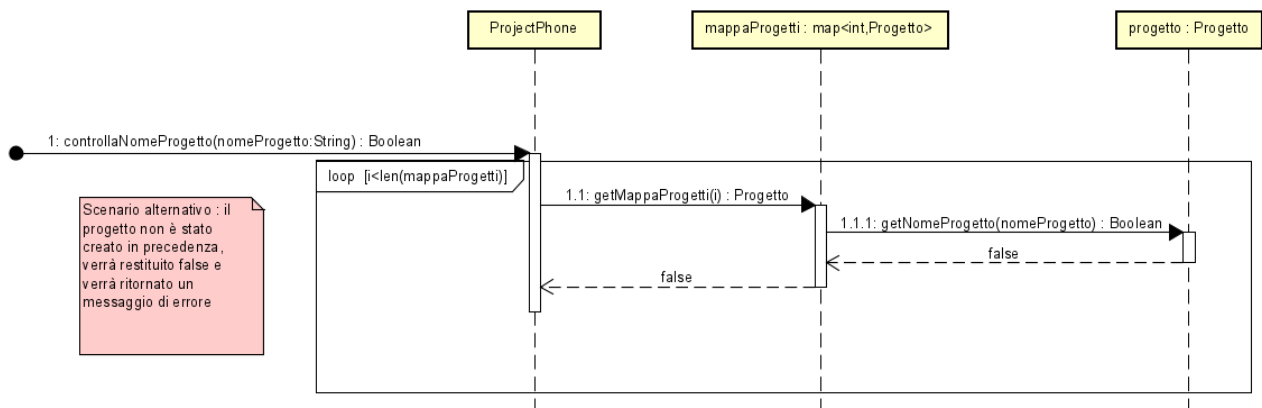 ProjectPhone
mappaProgetti : map<int,Progetto>
progetto : Progetto
1: controllaNomeProgetto(nomeProgetto:String) : Boolean
loop [i<len(mappaProgetti)]
1.1: getMappaProgetti(i) : Progetto
1.1.1: getNomeProgetto(nomeProgetto) : Boolean
false
false
Scenario alternativo : il
progetto non è stato
creato in precedenza,
verrà restituito false e
verrà ritornato un
messaggio di errore